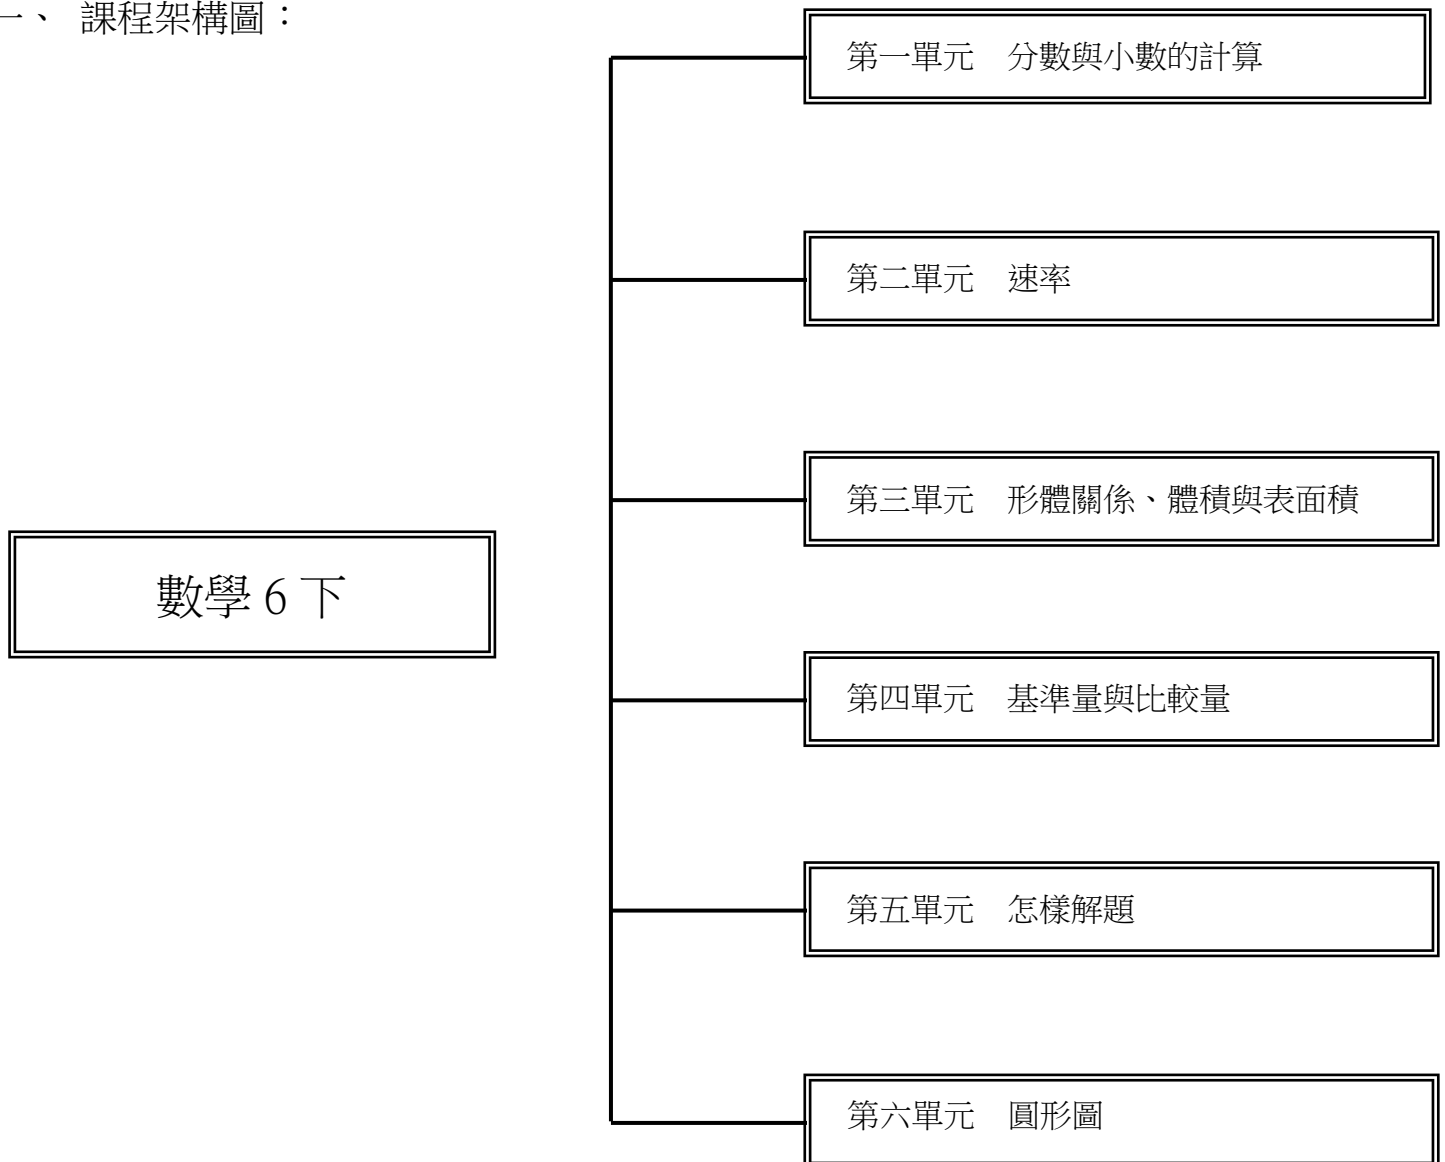 一、 課程架構圖：
第一單元　分數與小數的計算
第二單元　速率
第三單元　形體關係、體積與表面積
數學 6 下
第四單元　基準量與比較量
第五單元　怎樣解題
第六單元　圓形圖